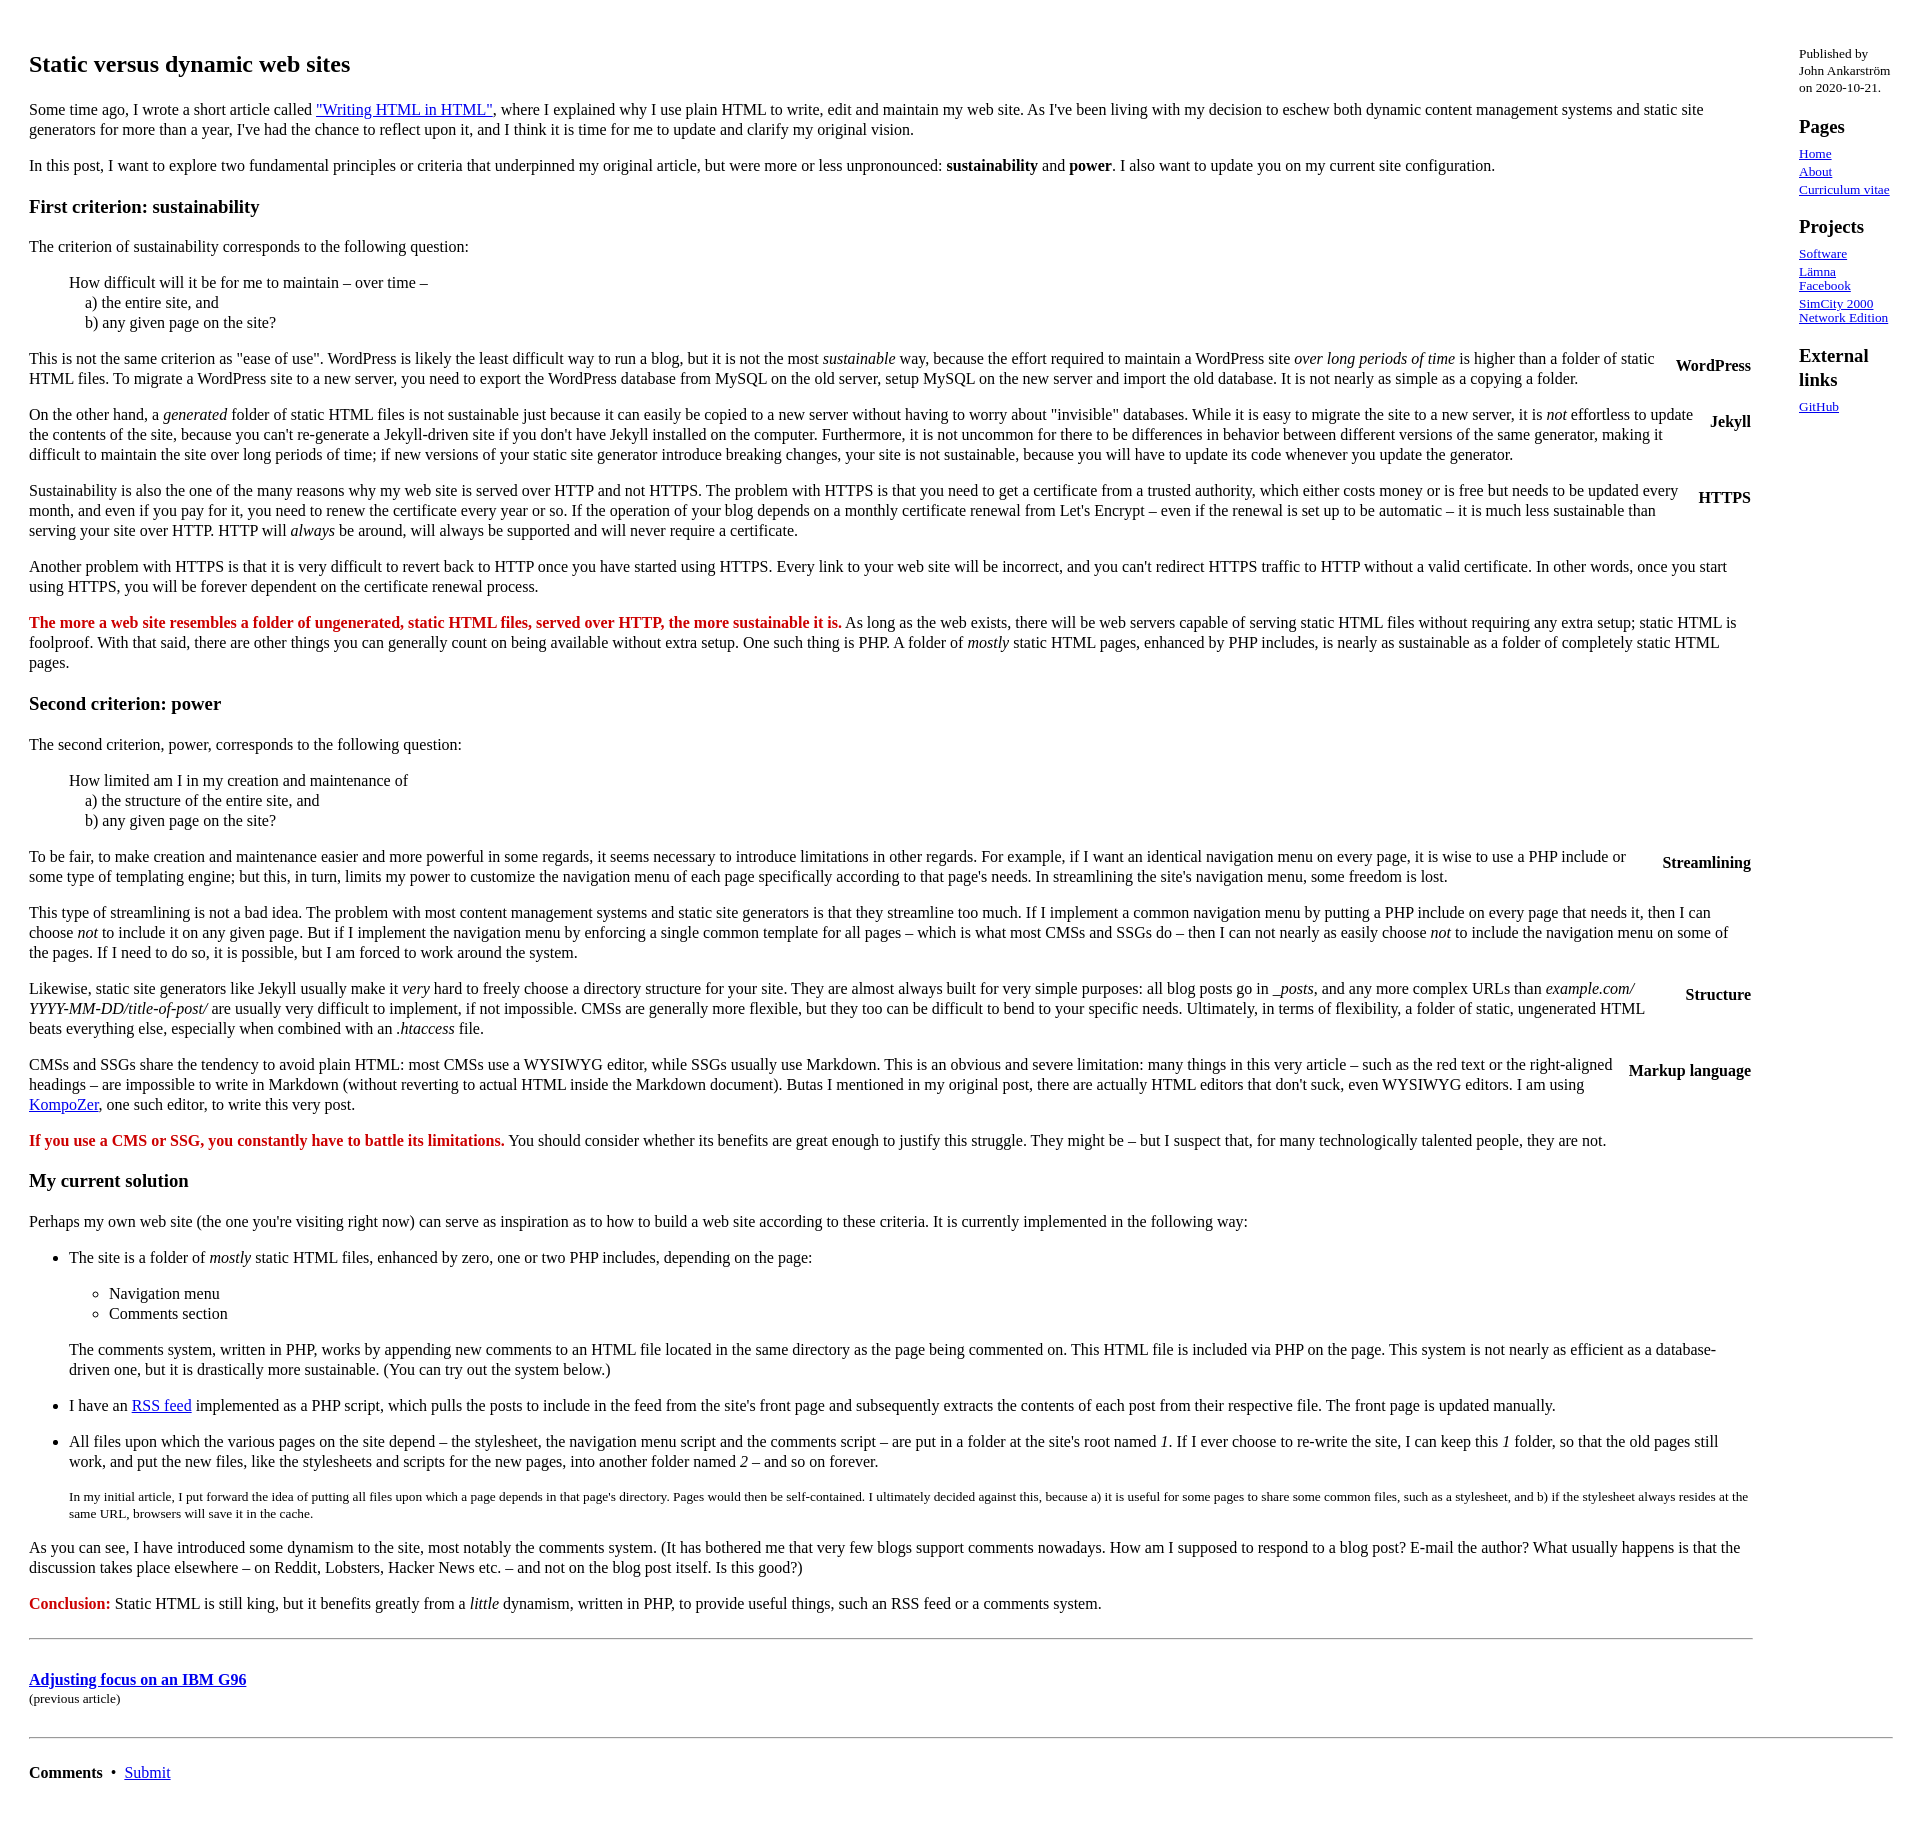 Static versus dynamic web sites
Some time ago, I wrote a short article called "Writing HTML in HTML", where I explained why I use plain HTML to write, edit and maintain my web site. As I've been living with my decision to eschew both dynamic content management systems and static site
generators for more than a year, I've had the chance to reflect upon it, and I think it is time for me to update and clarify my original vision.
In this post, I want to explore two fundamental principles or criteria that underpinned my original article, but were more or less unpronounced: sustainability and power. I also want to update you on my current site configuration.
First criterion: sustainability
The criterion of sustainability corresponds to the following question:
How difficult will it be for me to maintain – over time –
a) the entire site, and
b) any given page on the site?
WordPress
This is not the same criterion as "ease of use". WordPress is likely the least difficult way to run a blog, but it is not the most sustainable way, because the effort required to maintain a WordPress site over long periods of time is higher than a folder of static
HTML files. To migrate a WordPress site to a new server, you need to export the WordPress database from MySQL on the old server, setup MySQL on the new server and import the old database. It is not nearly as simple as a copying a folder.
Jekyll
On the other hand, a generated folder of static HTML files is not sustainable just because it can easily be copied to a new server without having to worry about "invisible" databases. While it is easy to migrate the site to a new server, it is not effortless to update
the contents of the site, because you can't re-generate a Jekyll-driven site if you don't have Jekyll installed on the computer. Furthermore, it is not uncommon for there to be differences in behavior between different versions of the same generator, making it
difficult to maintain the site over long periods of time; if new versions of your static site generator introduce breaking changes, your site is not sustainable, because you will have to update its code whenever you update the generator.
HTTPS
Sustainability is also the one of the many reasons why my web site is served over HTTP and not HTTPS. The problem with HTTPS is that you need to get a certificate from a trusted authority, which either costs money or is free but needs to be updated every
month, and even if you pay for it, you need to renew the certificate every year or so. If the operation of your blog depends on a monthly certificate renewal from Let's Encrypt – even if the renewal is set up to be automatic – it is much less sustainable than
serving your site over HTTP. HTTP will always be around, will always be supported and will never require a certificate.
Another problem with HTTPS is that it is very difficult to revert back to HTTP once you have started using HTTPS. Every link to your web site will be incorrect, and you can't redirect HTTPS traffic to HTTP without a valid certificate. In other words, once you start
using HTTPS, you will be forever dependent on the certificate renewal process.
The more a web site resembles a folder of ungenerated, static HTML files, served over HTTP, the more sustainable it is. As long as the web exists, there will be web servers capable of serving static HTML files without requiring any extra setup; static HTML is
foolproof. With that said, there are other things you can generally count on being available without extra setup. One such thing is PHP. A folder of mostly static HTML pages, enhanced by PHP includes, is nearly as sustainable as a folder of completely static HTML
pages.
Second criterion: power
The second criterion, power, corresponds to the following question:
How limited am I in my creation and maintenance of
a) the structure of the entire site, and
b) any given page on the site?
Streamlining
To be fair, to make creation and maintenance easier and more powerful in some regards, it seems necessary to introduce limitations in other regards. For example, if I want an identical navigation menu on every page, it is wise to use a PHP include or
some type of templating engine; but this, in turn, limits my power to customize the navigation menu of each page specifically according to that page's needs. In streamlining the site's navigation menu, some freedom is lost.
This type of streamlining is not a bad idea. The problem with most content management systems and static site generators is that they streamline too much. If I implement a common navigation menu by putting a PHP include on every page that needs it, then I can
choose not to include it on any given page. But if I implement the navigation menu by enforcing a single common template for all pages – which is what most CMSs and SSGs do – then I can not nearly as easily choose not to include the navigation menu on some of
the pages. If I need to do so, it is possible, but I am forced to work around the system.
Structure
Likewise, static site generators like Jekyll usually make it very hard to freely choose a directory structure for your site. They are almost always built for very simple purposes: all blog posts go in _posts, and any more complex URLs than example.com/
YYYY-MM-DD/title-of-post/ are usually very difficult to implement, if not impossible. CMSs are generally more flexible, but they too can be difficult to bend to your specific needs. Ultimately, in terms of flexibility, a folder of static, ungenerated HTML
beats everything else, especially when combined with an .htaccess file.
Markup language
CMSs and SSGs share the tendency to avoid plain HTML: most CMSs use a WYSIWYG editor, while SSGs usually use Markdown. This is an obvious and severe limitation: many things in this very article – such as the red text or the right-aligned
headings – are impossible to write in Markdown (without reverting to actual HTML inside the Markdown document). Butas I mentioned in my original post, there are actually HTML editors that don't suck, even WYSIWYG editors. I am using
KompoZer, one such editor, to write this very post.
If you use a CMS or SSG, you constantly have to battle its limitations. You should consider whether its benefits are great enough to justify this struggle. They might be – but I suspect that, for many technologically talented people, they are not.
My current solution
Perhaps my own web site (the one you're visiting right now) can serve as inspiration as to how to build a web site according to these criteria. It is currently implemented in the following way:
• The site is a folder of mostly static HTML files, enhanced by zero, one or two PHP includes, depending on the page:
◦ Navigation menu
◦ Comments section
The comments system, written in PHP, works by appending new comments to an HTML file located in the same directory as the page being commented on. This HTML file is included via PHP on the page. This system is not nearly as efficient as a database-
driven one, but it is drastically more sustainable. (You can try out the system below.)
• I have an RSS feed implemented as a PHP script, which pulls the posts to include in the feed from the site's front page and subsequently extracts the contents of each post from their respective file. The front page is updated manually.
• All files upon which the various pages on the site depend – the stylesheet, the navigation menu script and the comments script – are put in a folder at the site's root named 1. If I ever choose to re-write the site, I can keep this 1 folder, so that the old pages still
work, and put the new files, like the stylesheets and scripts for the new pages, into another folder named 2 – and so on forever.
In my initial article, I put forward the idea of putting all files upon which a page depends in that page's directory. Pages would then be self-contained. I ultimately decided against this, because a) it is useful for some pages to share some common files, such as a stylesheet, and b) if the stylesheet always resides at the
same URL, browsers will save it in the cache.
As you can see, I have introduced some dynamism to the site, most notably the comments system. (It has bothered me that very few blogs support comments nowadays. How am I supposed to respond to a blog post? E-mail the author? What usually happens is that the
discussion takes place elsewhere – on Reddit, Lobsters, Hacker News etc. – and not on the blog post itself. Is this good?)
Conclusion: Static HTML is still king, but it benefits greatly from a little dynamism, written in PHP, to provide useful things, such an RSS feed or a comments system.
Adjusting focus on an IBM G96
(previous article)
Published by
John Ankarström
on 2020-10-21.
Pages
Home
About
Curriculum vitae
Projects
Software
Lämna
Facebook
SimCity 2000
Network Edition
External
links
GitHub
Comments • Submit